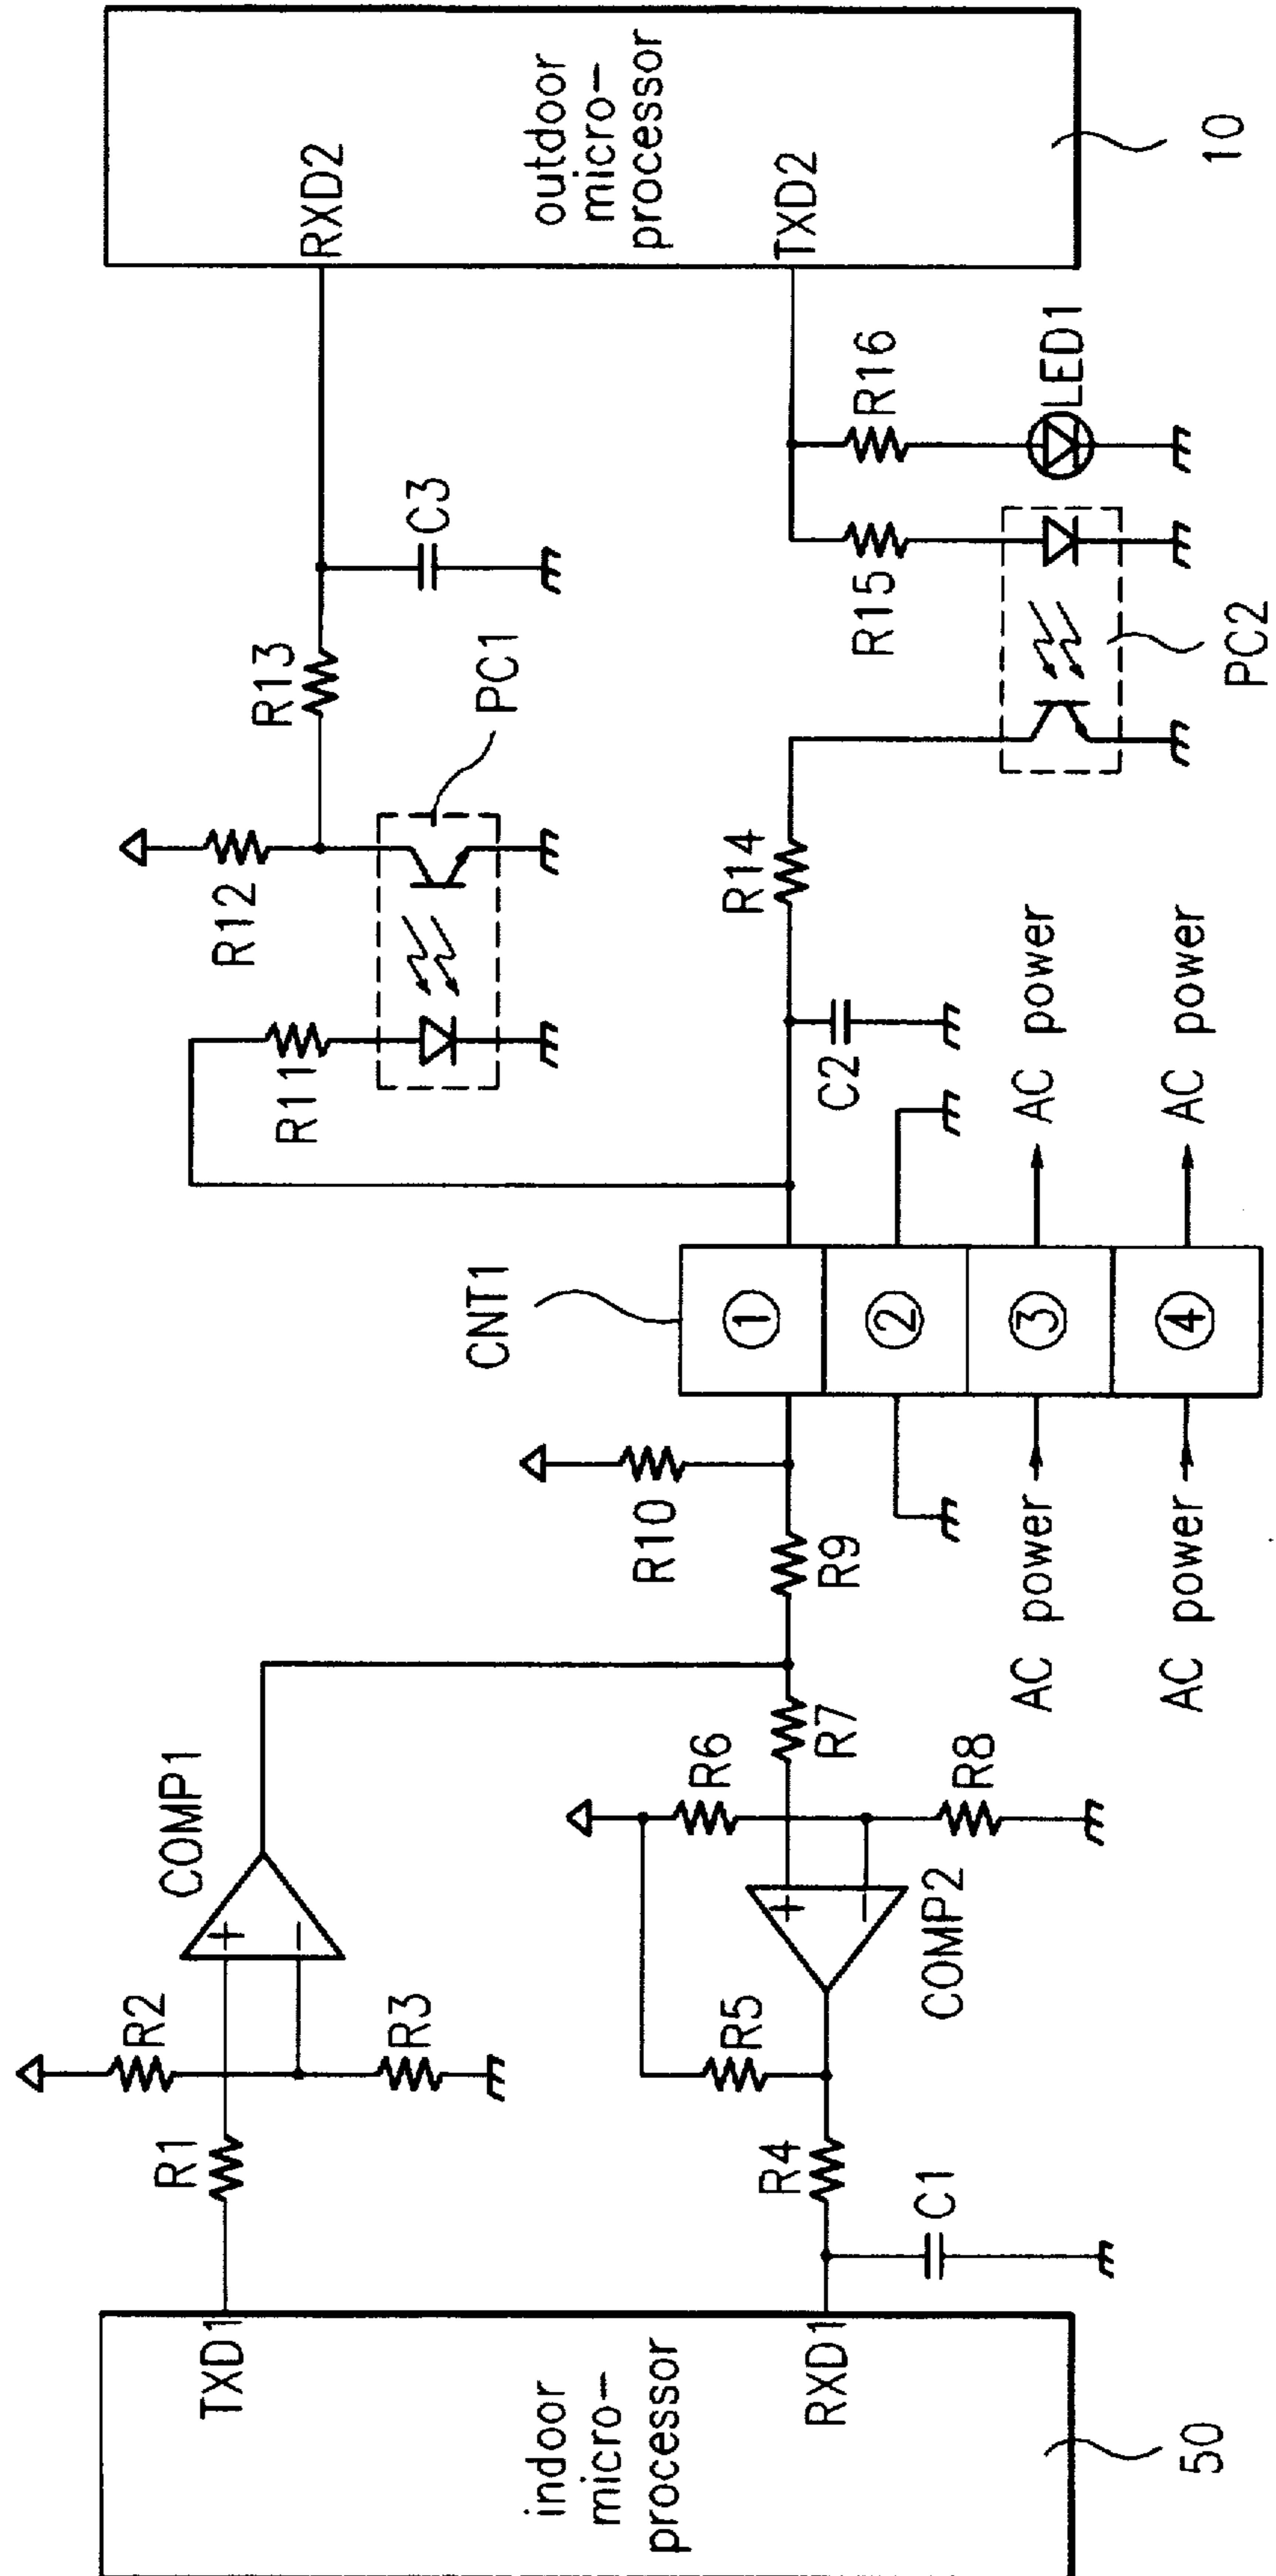 indoor
micro-
processor
50
TXD1
RXD1
R1
R2
R3
COMP1
R4
C1
R5
R6
R7
R8
COMP2
R9
R10
CNT1
①
②
③
④
AC power
AC power
AC power
AC power
R11
R12
PC1
R13
C3
C2
R14
R15
R16
LED1
PC2
RXD2
TXD2
outdoor
micro-
processor
10
+
−
+
−